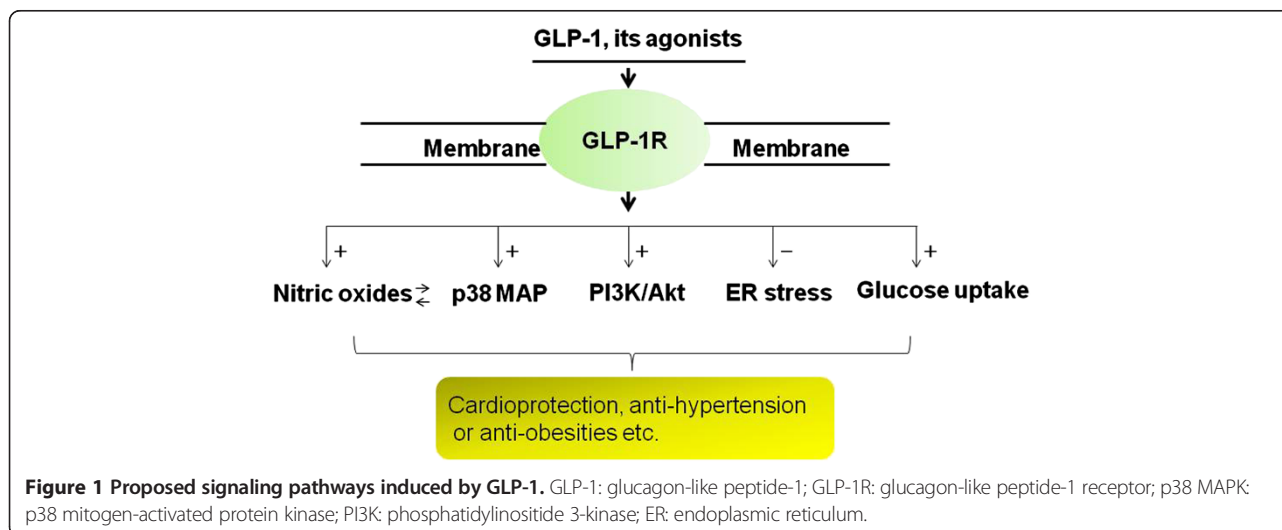 GLP-1, its agonists
GLP-1R
Membrane Membrane
+ + + − +
Nitric oxides ⇄ p38 MAP PI3K/Akt ER stress Glucose uptake
Cardioprotection, anti-hypertension
or anti-obesities etc.
Figure 1 Proposed signaling pathways induced by GLP-1. GLP-1: glucagon-like peptide-1; GLP-1R: glucagon-like peptide-1 receptor; p38 MAPK:
p38 mitogen-activated protein kinase; PI3K: phosphatidylinositide 3-kinase; ER: endoplasmic reticulum.